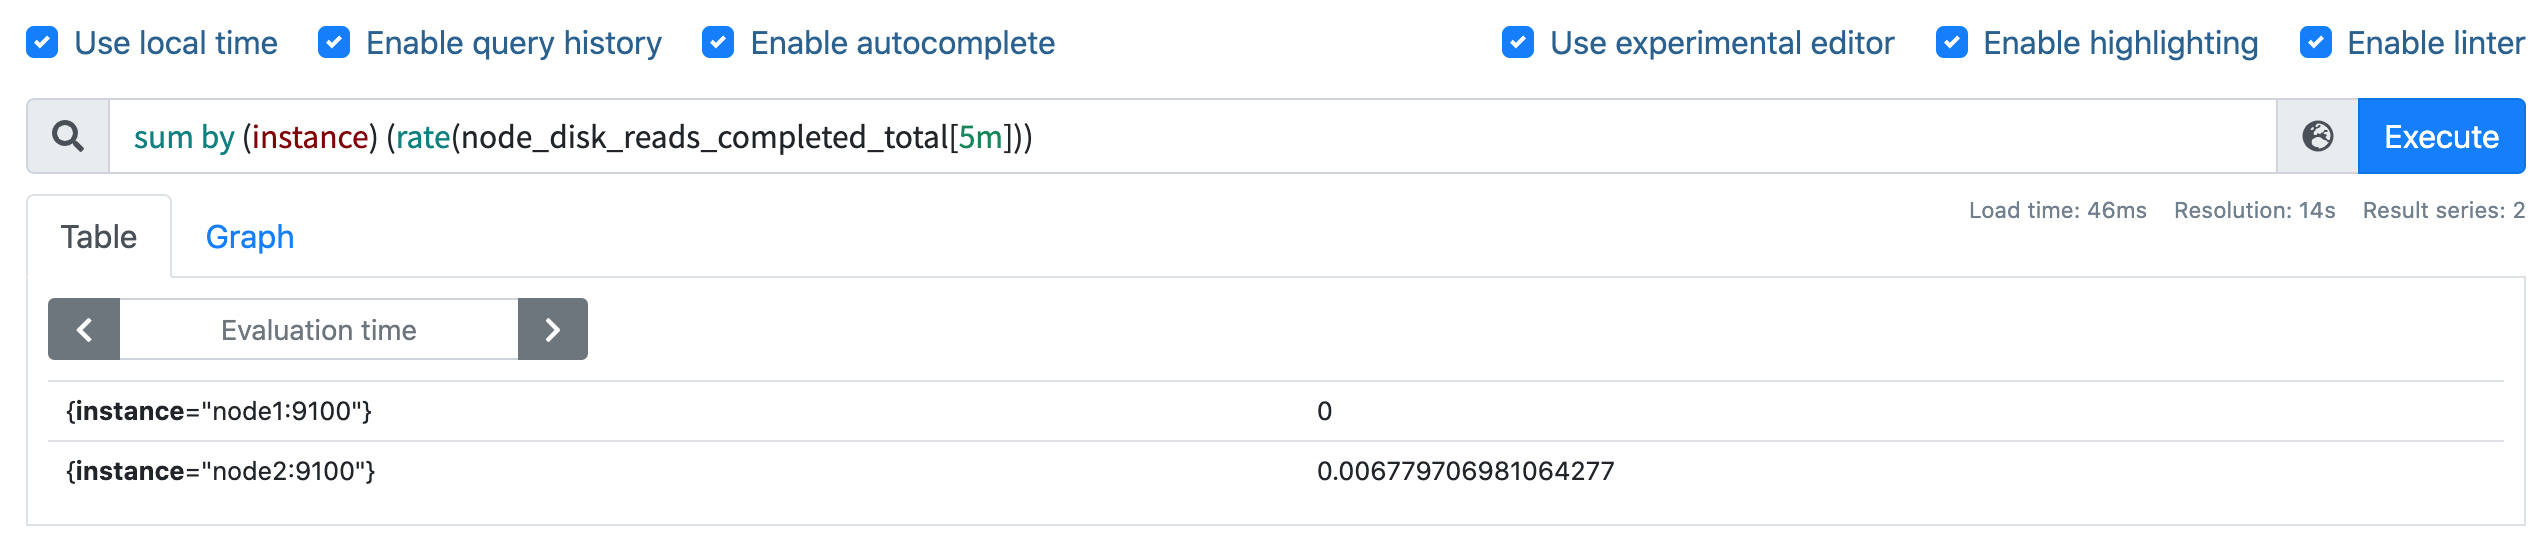 Use local time Enable query history Enable autocomplete Use experimental editor Enable highlighting Enable linter
sum by (instance) (rate(node_disk_reads_completed_total[5m])) Execute
Load time: 46ms Resolution: 14s Result series: 2
Table Graph
Evaluation time
{instance="node1:9100"} 0
{instance="node2:9100"} 0.006779706981064277